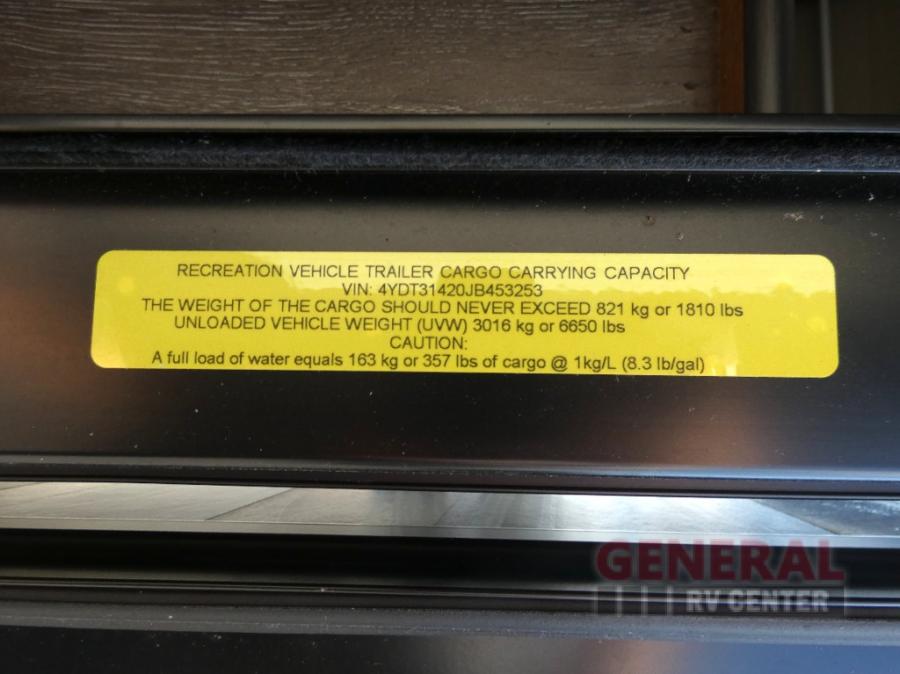 RECREATION VEHICLE TRAILER CARGO CARRYING CAPACITY
VIN: 4YDT31420JB453253
THE WEIGHT OF THE CARGO SHOULD NEVER EXCEED 821 kg or 1810 lbs
UNLOADED VEHICLE WEIGHT (UVW) 3016 kg or 6650 lbs
CAUTION:
A full load of water equals 163 kg or 357 lbs of cargo @ 1kg/L (8.3 lb/gal)
GENERAL
RV CENTER